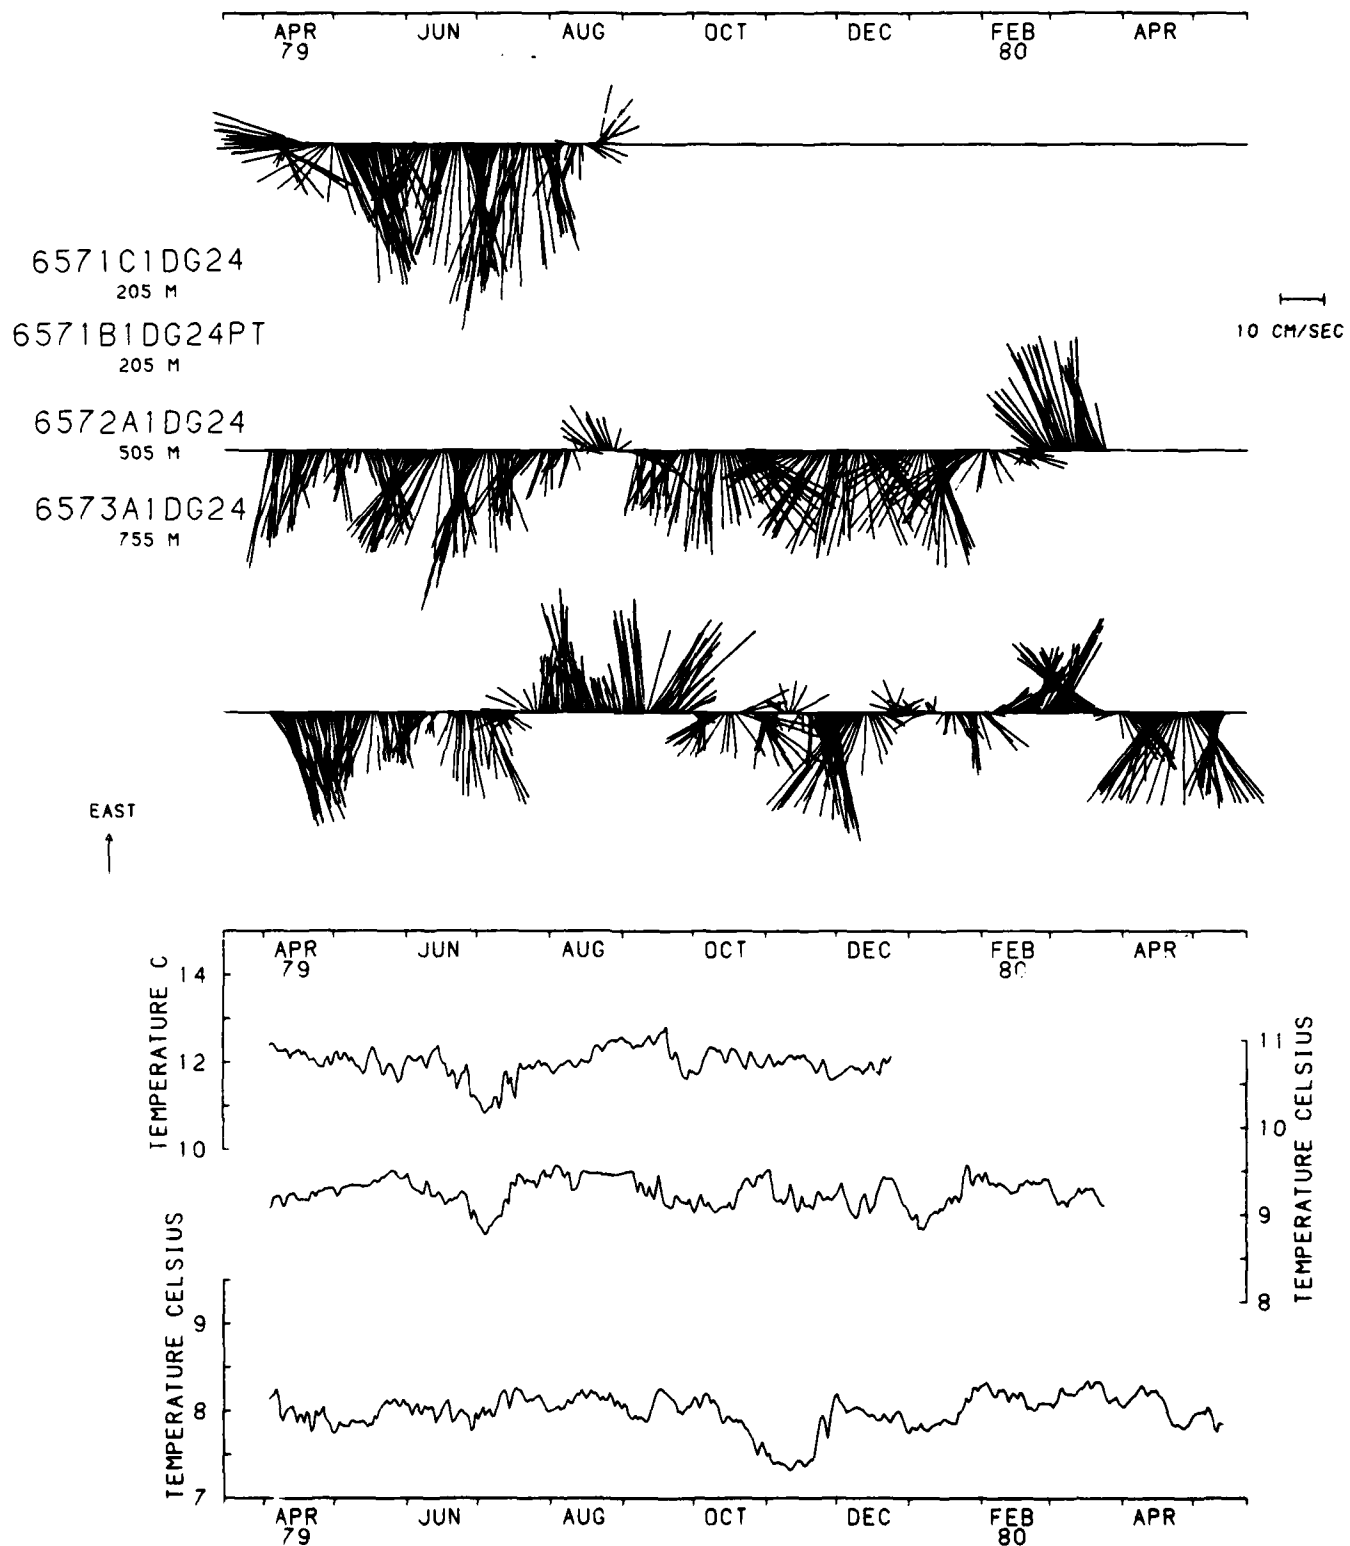 APR JUN AUG OCT DEC FEB APR
79 80
6571C1DG24
205 M
10 CM/SEC
6571B1DG24PT
205 M
6572A1DG24
505 M
6573A1DG24
755 M
EAST
APR JUN AUG OCT DEC FEB APR
79 80
TEMPERATURE C
14
12
11
10
TEMPERATURE CELSIUS
11
10
9
8
TEMPERATURE CELSIUS
9
8
7
APR JUN AUG OCT DEC FEB APR
79 80